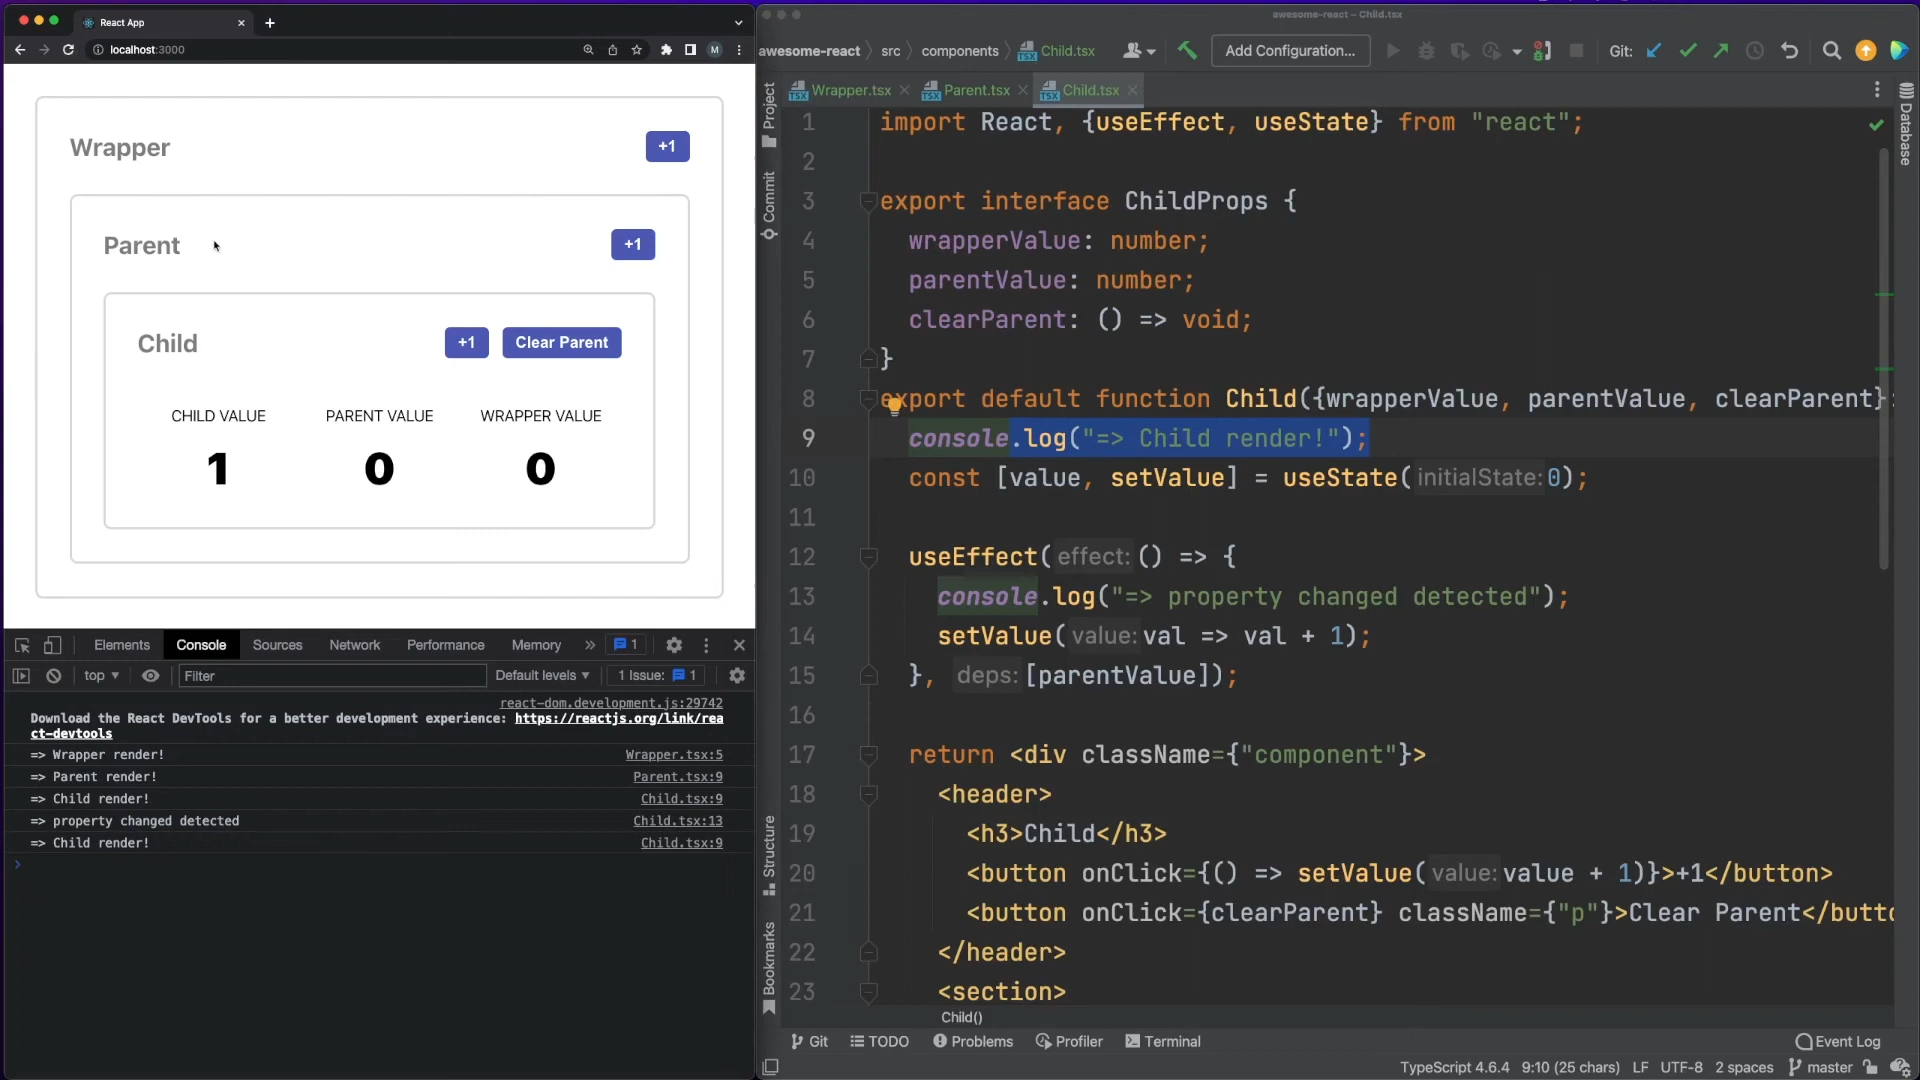 React App
localhost:3000
M
Wrapper
+1
Parent
+1
Child
+1
Clear Parent
CHILD VALUE
PARENT VALUE
WRAPPER VALUE
1
0
0
Elements
Console
Sources
Network
Performance
Memory
»
1
top
Filter
Default levels
1 Issue:
1
react-dom.development.js:29742
Download the React DevTools for a better development experience: https://reactjs.org/link/rea
ct-devtools
=> Wrapper render! Wrapper.tsx:5
=> Parent render! Parent.tsx:9
=> Child render! Child.tsx:9
=> property changed detected Child.tsx:13
=> Child render! Child.tsx:9
awesome-react – Child.tsx
awesome-react
src
components
Child.tsx
Add Configuration...
Git:
Wrapper.tsx
Parent.tsx
Child.tsx
Project
Commit
Structure
Bookmarks
Database
1 import React, {useEffect, useState} from "react";
2
3 export interface ChildProps {
4 wrapperValue: number;
5 parentValue: number;
6 clearParent: () => void;
7 }
8 export default function Child({wrapperValue, parentValue, clearParent}:
9 console.log("=> Child render!");
10 const [value, setValue] = useState( initialState: 0);
11
12 useEffect( effect: () => {
13 console.log("=> property changed detected");
14 setValue( value: val => val + 1);
15 }, deps: [parentValue]);
16
17 return <div className={"component"}>
18 <header>
19 <h3>Child</h3>
20 <button onClick={() => setValue( value: value + 1)}>+1</button>
21 <button onClick={clearParent} className={"p"}>Clear Parent</butto
22 </header>
23 <section>
Child()
Git
TODO
Problems
Profiler
Terminal
Event Log
TypeScript 4.6.4
9:10 (25 chars)
LF
UTF-8
2 spaces
master